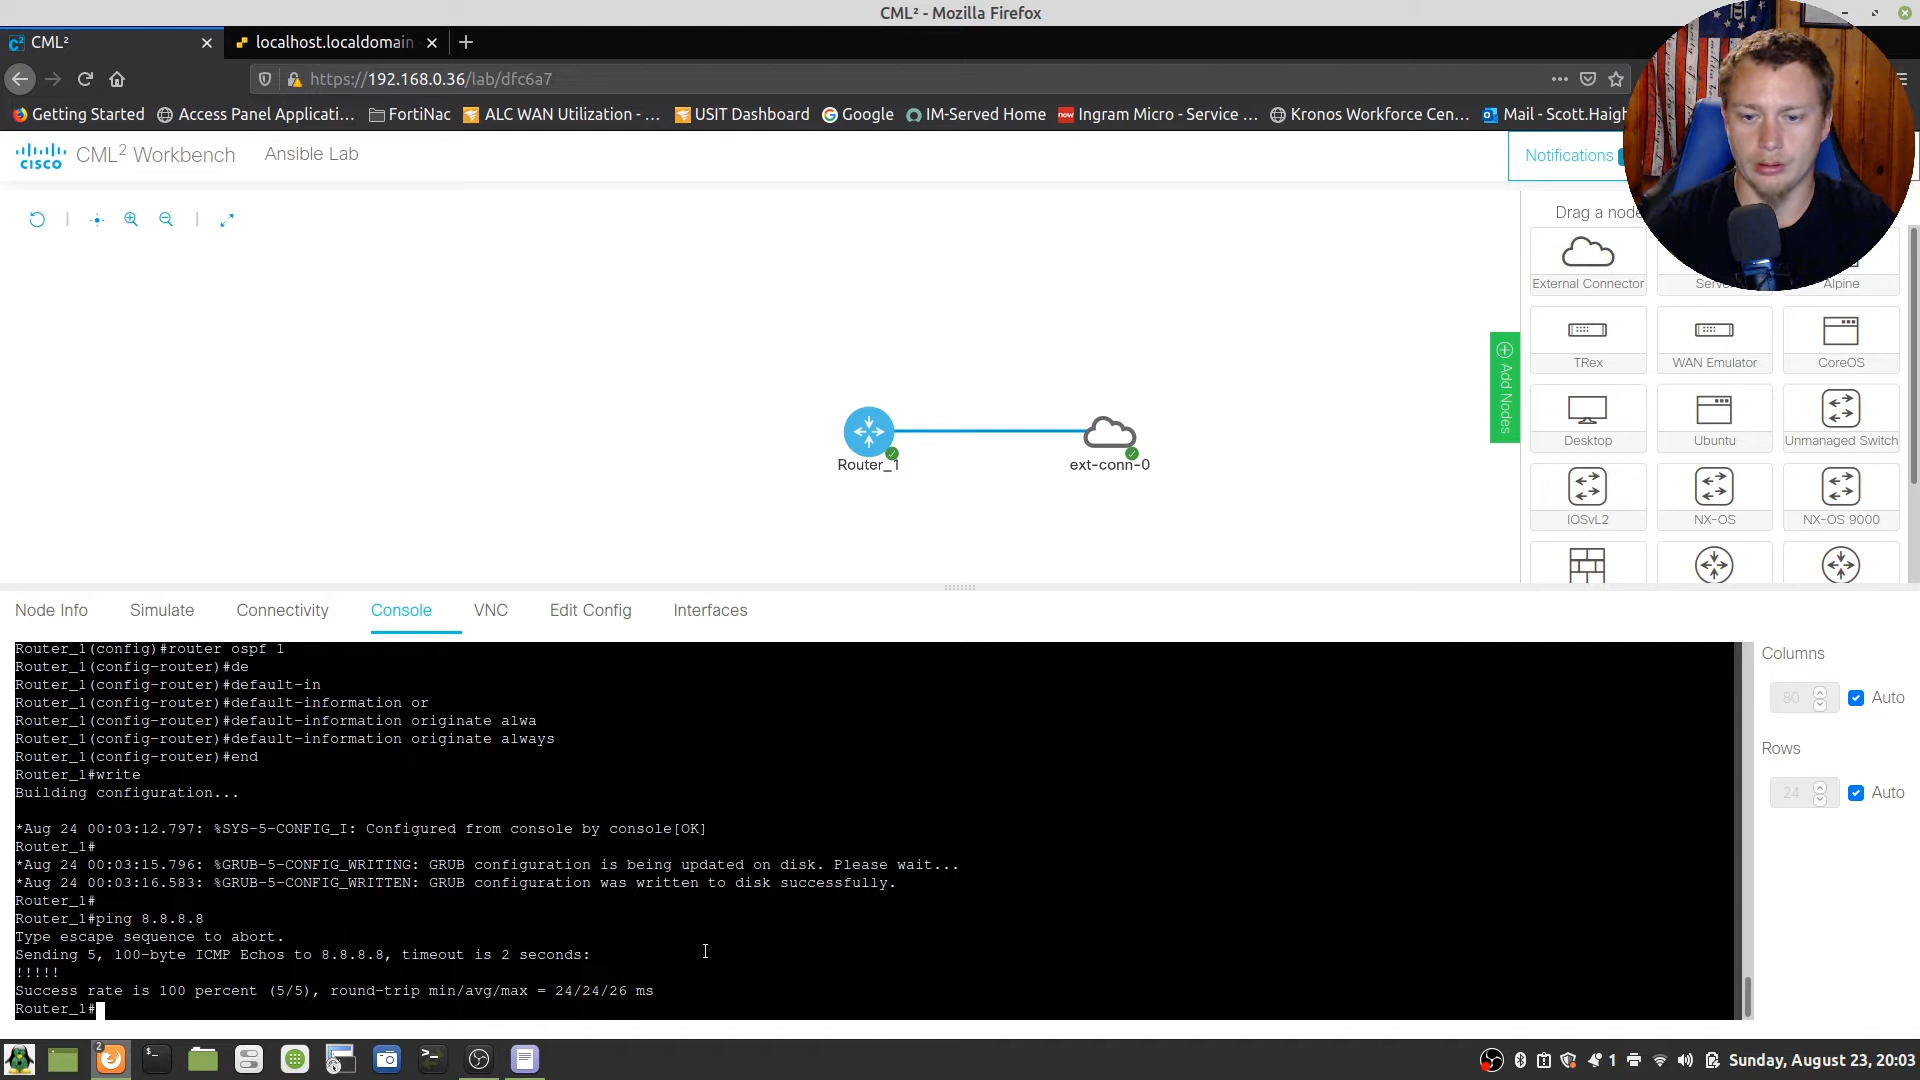 CML² - Mozilla Firefox
CML²
localhost.localdomain
https://192.168.0.36/lab/dfc6a7
Getting Started
Access Panel Applicati...
FortiNac
ALC WAN Utilization - ...
USIT Dashboard
Google
IM-Served Home
now
Ingram Micro - Service ...
Kronos Workforce Cen...
Mail - Scott.Haigh
CISCO
CML² Workbench
Ansible Lab
Notifications
Drag a node
External Connector
Serve
Alpine
TRex
WAN Emulator
CoreOS
Desktop
Ubuntu
Unmanaged Switch
IOSvL2
NX-OS
NX-OS 9000
Add Nodes
Router_1
ext-conn-0
Node Info
Simulate
Connectivity
Console
VNC
Edit Config
Interfaces
Router_1(config)#router ospf 1
Router_1(config-router)#de
Router_1(config-router)#default-in
Router_1(config-router)#default-information or
Router_1(config-router)#default-information originate alwa
Router_1(config-router)#default-information originate always
Router_1(config-router)#end
Router_1#write
Building configuration...
*Aug 24 00:03:12.797: %SYS-5-CONFIG_I: Configured from console by console[OK]
Router_1#
*Aug 24 00:03:15.796: %GRUB-5-CONFIG_WRITING: GRUB configuration is being updated on disk. Please wait...
*Aug 24 00:03:16.583: %GRUB-5-CONFIG_WRITTEN: GRUB configuration was written to disk successfully.
Router_1#
Router_1#ping 8.8.8.8
Type escape sequence to abort.
Sending 5, 100-byte ICMP Echos to 8.8.8.8, timeout is 2 seconds:
!!!!!
Success rate is 100 percent (5/5), round-trip min/avg/max = 24/24/26 ms
Router_1#
Columns
80
Auto
Rows
24
Auto
2
1
Sunday, August 23, 20:03